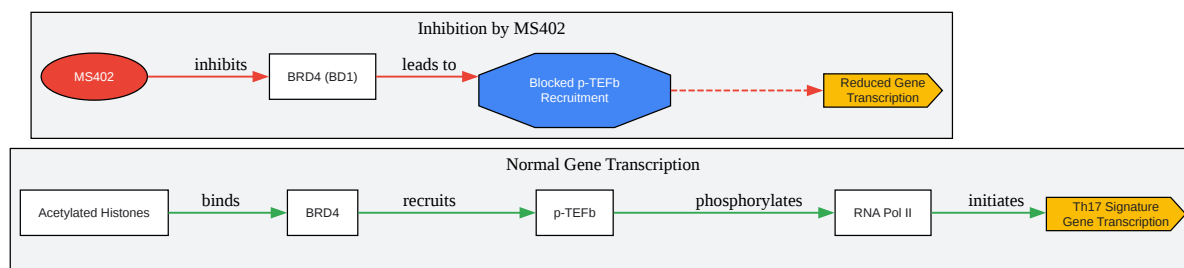 Inhibition by MS402
MS402
inhibits
BRD4 (BD1)
leads to
Blocked p-TEFb
Recruitment
Reduced Gene
Transcription
Normal Gene Transcription
Acetylated Histones
binds
BRD4
recruits
p-TEFb
phosphorylates
RNA Pol II
initiates
Th17 Signature
Gene Transcription